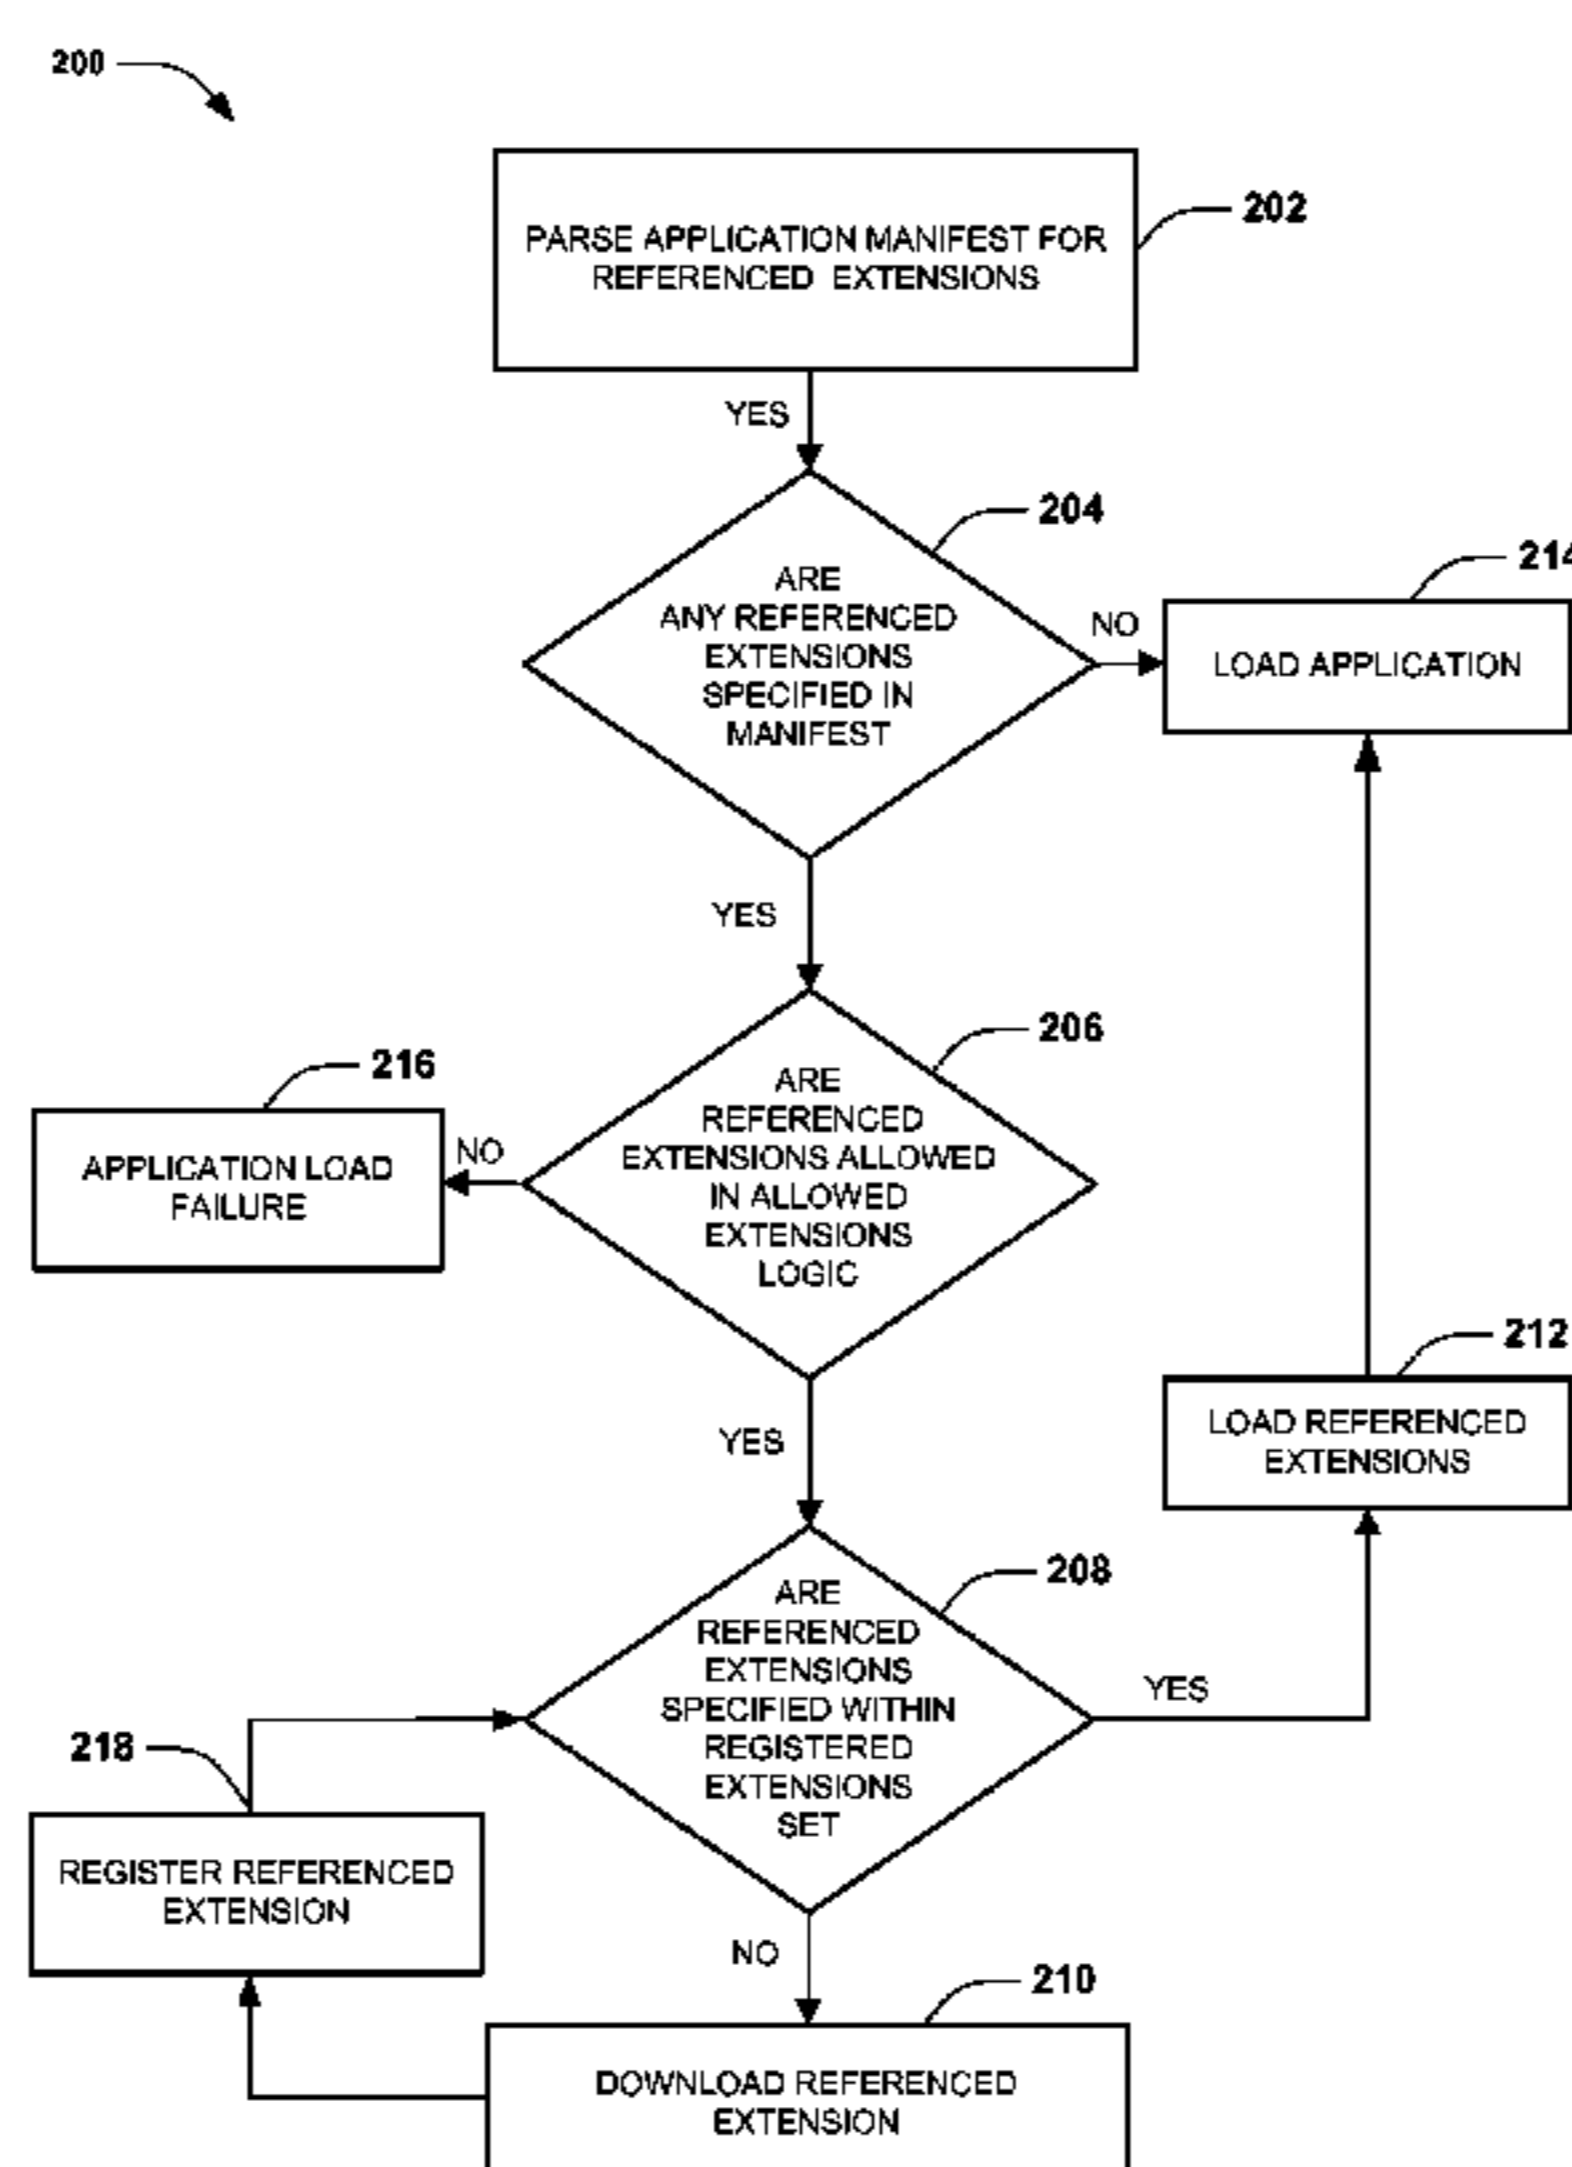 200
202
PARSE APPLICATION MANIFEST FOR
REFERENCED EXTENSIONS
YES
204
ARE
ANY REFERENCED
EXTENSIONS
SPECIFIED IN
MANIFEST
NO
214
LOAD APPLICATION
YES
206
ARE
REFERENCED
EXTENSIONS ALLOWED
IN ALLOWED
EXTENSIONS
LOGIC
216
NO
APPLICATION LOAD
FAILURE
212
LOAD REFERENCED
EXTENSIONS
YES
208
ARE
REFERENCED
EXTENSIONS
SPECIFIED WITHIN
REGISTERED
EXTENSIONS
SET
YES
218
REGISTER REFERENCED
EXTENSION
NO
210
DOWNLOAD REFERENCED
EXTENSION